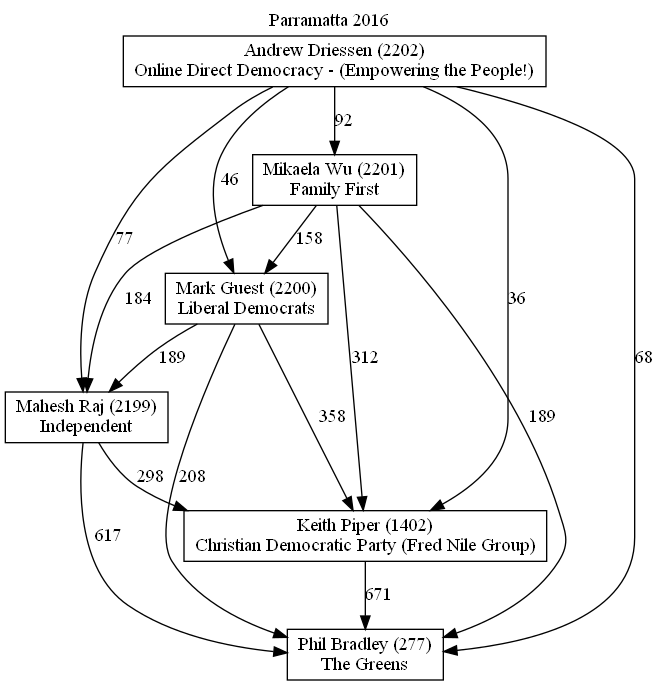 Parramatta 2016
Andrew Driessen (2202)
Online Direct Democracy - (Empowering the People!)
92
Mikaela Wu (2201)
Family First
46
77
158
184
Mark Guest (2200)
Liberal Democrats
36
189
312
68
Mahesh Raj (2199)
Independent
358
189
298
208
Keith Piper (1402)
Christian Democratic Party (Fred Nile Group)
617
671
Phil Bradley (277)
The Greens